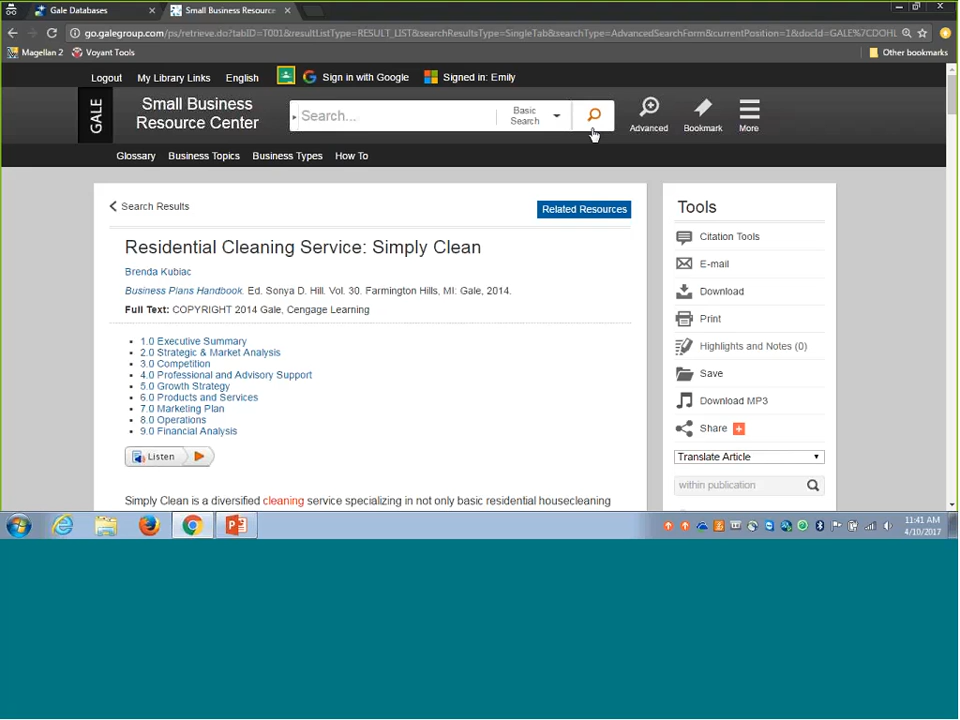 Gale Databases
Small Business Resource
go.galegroup.com/ps/retrieve.do?tabID=T001&resultListType=RESULT_LIST&searchResultsType=SingleTab&searchType=AdvancedSearchForm&currentPosition=1&docId=GALE%7CDOHL
Magellan 2 Voyant Tools Other bookmarks
Logout My Library Links English Sign in with Google Signed in: Emily
GALE
Small Business
Resource Center
Search...
Basic
Search
Advanced Bookmark More
Glossary Business Topics Business Types How To
Search Results
Related Resources
Residential Cleaning Service: Simply Clean
Brenda Kubiac
Business Plans Handbook Ed. Sonya D. Hill. Vol. 30. Farmington Hills, MI: Gale, 2014.
Full Text: COPYRIGHT 2014 Gale, Cengage Learning
1.0 Executive Summary
2.0 Strategic & Market Analysis
3.0 Competition
4.0 Professional and Advisory Support
5.0 Growth Strategy
6.0 Products and Services
7.0 Marketing Plan
8.0 Operations
9.0 Financial Analysis
Listen
Simply Clean is a diversified cleaning service specializing in not only basic residential housecleaning
Tools
Citation Tools
E-mail
Download
Print
Highlights and Notes (0)
Save
Download MP3
Share
Translate Article
within publication
11:41 AM
4/10/2017